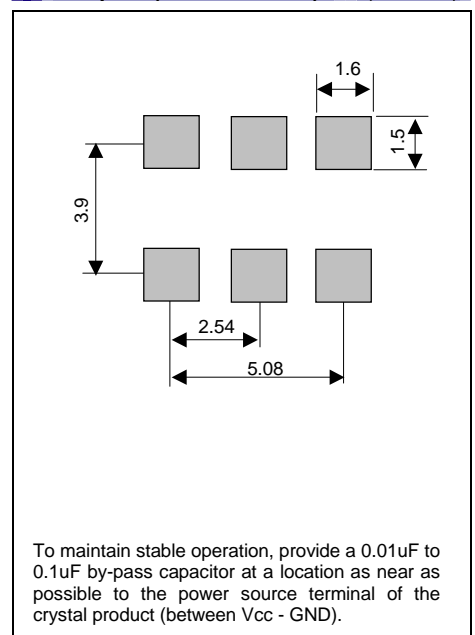 1.6
1.5
3.9
2.54
5.08
To maintain stable operation, provide a 0.01uF to
0.1uF by-pass capacitor at a location as near as
possible to the power source terminal of the
crystal product (between Vcc - GND).